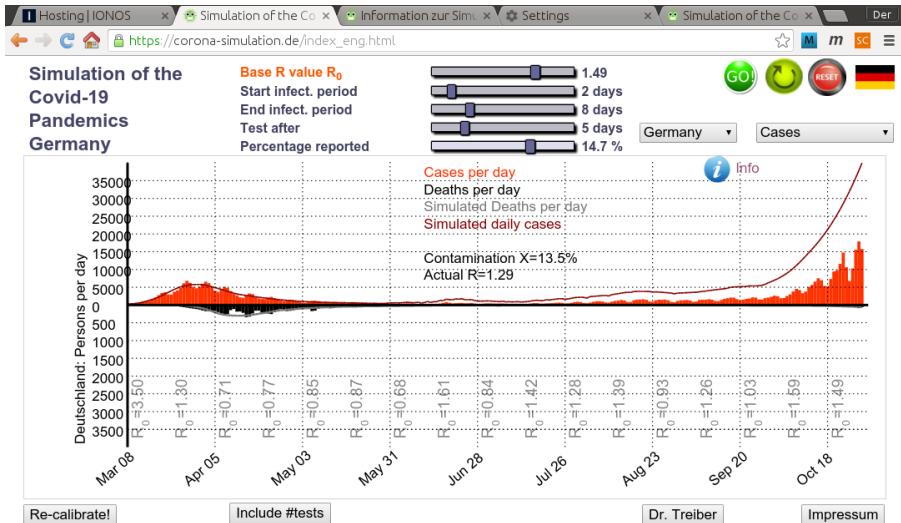 Hosting | IONOS
Simulation of the Co
Information zur Simu
Settings
Simulation of the Co
Der
https://corona-simulation.de/index_eng.html
M m SC
Simulation of the
Covid-19
Pandemics
Germany
Base R value R0 1.49
Start infect. period 2 days
End infect. period 8 days
Test after 5 days
Percentage reported 14.7 %
GO!
RESET
Germany
Cases
i Info
Cases per day
Deaths per day
Simulated Deaths per day
Simulated daily cases
Contamination X=13.5%
Actual R=1.29
Deutschland: Persons per day
35000
30000
25000
20000
15000
10000
5000
0
500
1000
1500
2000
2500
3000
3500
R0=3.50
R0=1.30
R0=0.71
R0=0.77
R0=0.85
R0=0.87
R0=0.68
R0=1.61
R0=0.84
R0=1.42
R0=1.28
R0=1.39
R0=0.93
R0=1.26
R0=1.03
R0=1.59
R0=1.49
Mar 08
Apr 05
May 03
May 31
Jun 28
Jul 26
Aug 23
Sep 20
Oct 18
Re-calibrate!
Include #tests
Dr. Treiber
Impressum